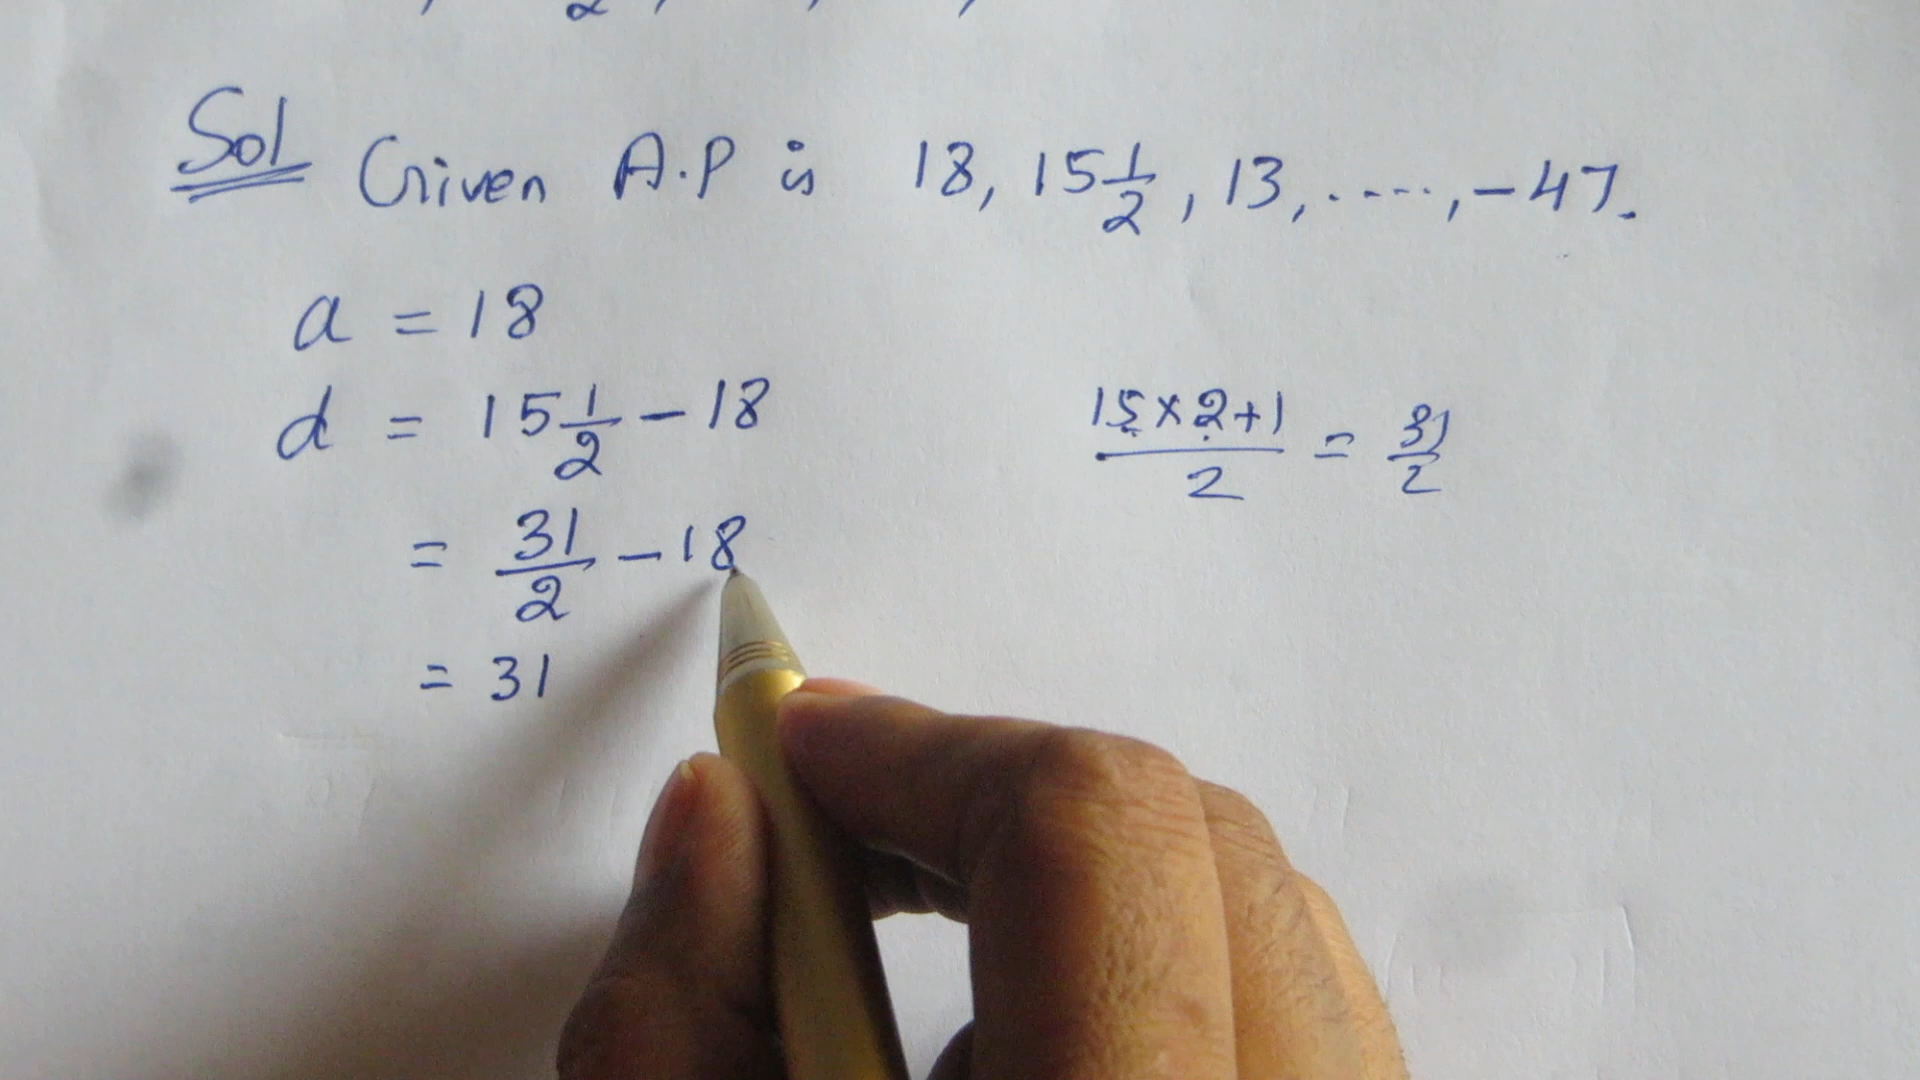 Sol Given A.P is 18, 15 1/2, 13, ....., -47.
a = 18
d = 15 1/2 - 18
(15×2+1)/2 = 31/2
= 31/2 - 18
= 31